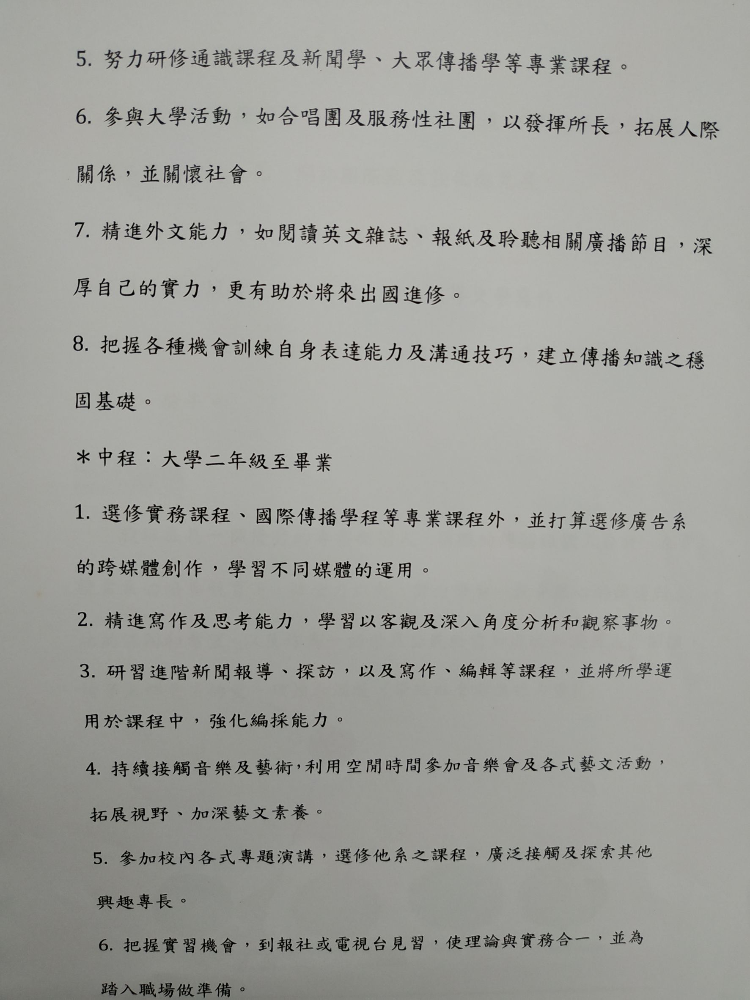 5. 努力研修通識課程及新聞學、大眾傳播學等專業課程。
6. 參與大學活動，如合唱團及服務性社團，以發揮所長，拓展人際
關係，並關懷社會。
7. 精進外文能力，如閱讀英文雜誌、報紙及聆聽相關廣播節目，深
厚自己的實力，更有助於將來出國進修。
8. 把握各種機會訓練自身表達能力及溝通技巧，建立傳播知識之穩
固基礎。
＊中程：大學二年級至畢業
1. 選修實務課程、國際傳播學程等專業課程外，並打算選修廣告系
的跨媒體創作，學習不同媒體的運用。
2. 精進寫作及思考能力，學習以客觀及深入角度分析和觀察事物。
3. 研習進階新聞報導、探訪，以及寫作、編輯等課程，並將所學運
用於課程中，強化編採能力。
4. 持續接觸音樂及藝術，利用空閒時間參加音樂會及各式藝文活動，
拓展視野、加深藝文素養。
5. 參加校內各式專題演講，選修他系之課程，廣泛接觸及探索其他
興趣專長。
6. 把握實習機會，到報社或電視台見習，使理論與實務合一，並為
踏入職場做準備。